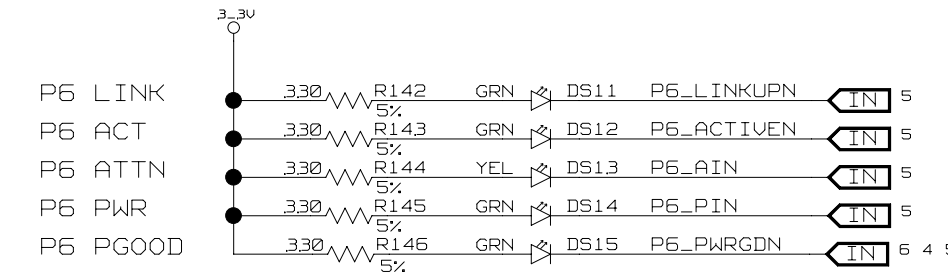 3_3V
P6 LINK 330 R142 GRN DS11 P6_LINKUPN IN 5
5%
P6 ACT 330 R143 GRN DS12 P6_ACTIVEN IN 5
5%
P6 ATTN 330 R144 YEL DS13 P6_AIN IN 5
5%
P6 PWR 330 R145 GRN DS14 P6_PIN IN 5
5%
P6 PGOOD 330 R146 GRN DS15 P6_PWRGDN IN 6 4
5%